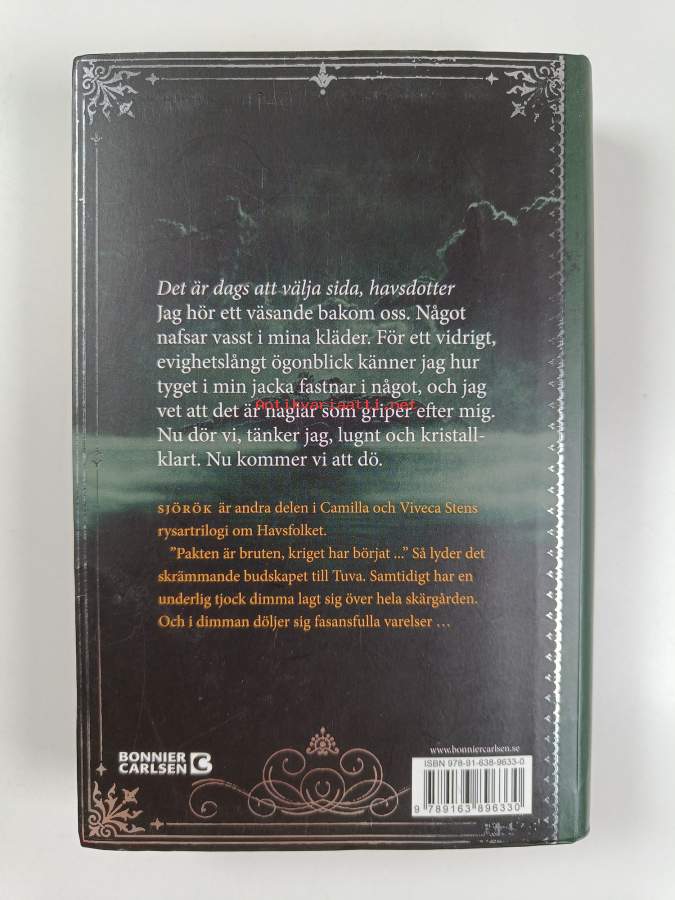 Det är dags att välja sida, havsdotter
Jag hör ett väsande bakom oss. Något
nafsar vasst i mina kläder. För ett vidrigt,
evighetslångt ögonblick känner jag hur
tyget i min jacka fastnar i något, och jag
Antikvariaatti.net
vet att det är naglar som griper efter mig.
Nu dör vi, tänker jag, lugnt och kristall-
klart. Nu kommer vi att dö.
SJÖRÖK är andra delen i Camilla och Viveca Stens
rysartrilogi om Havsfolket.
”Pakten är bruten, kriget har börjat ...” Så lyder det
skrämmande budskapet till Tuva. Samtidigt har en
underlig tjock dimma lagt sig över hela skärgården.
Och i dimman döljer sig fasansfulla varelser …
BONNIER
CARLSEN
www.bonniercarlsen.se
ISBN 978-91-638-9633-0
9 789163 896330